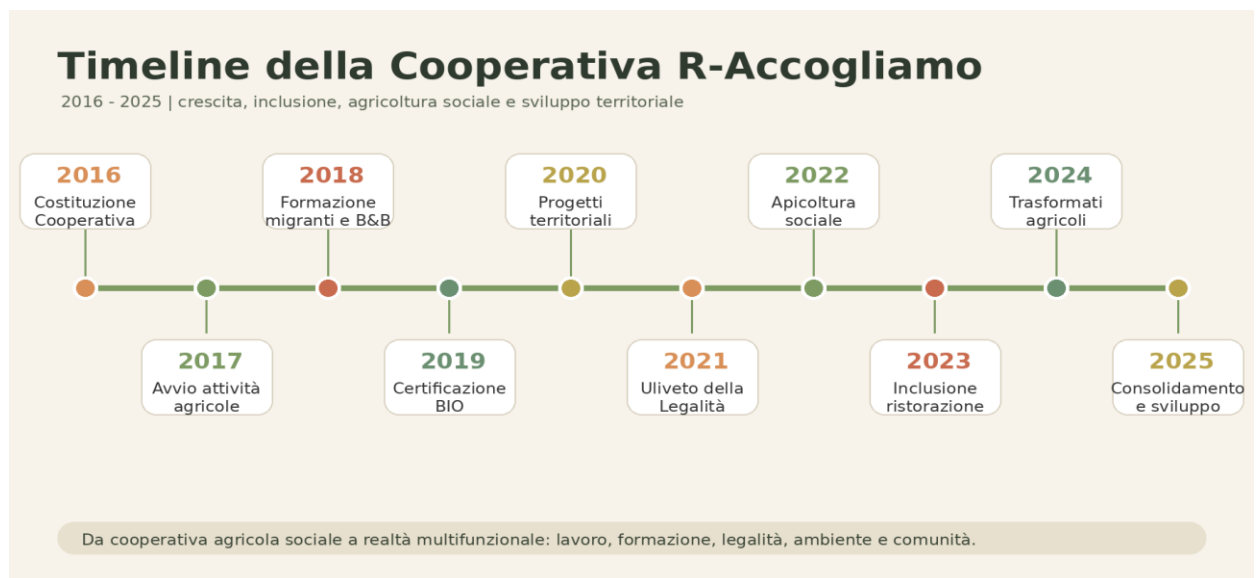 Timeline della Cooperativa R-Accogliamo
2016 - 2025 | crescita, inclusione, agricoltura sociale e sviluppo territoriale
2016
Costituzione
Cooperativa
2017
Avvio attività
agricole
2018
Formazione
migranti e B&B
2019
Certificazione
BIO
2020
Progetti
territoriali
2021
Uliveto della
Legalità
2022
Apicoltura
sociale
2023
Inclusione
ristorazione
2024
Trasformati
agricoli
2025
Consolidamento
e sviluppo
Da cooperativa agricola sociale a realtà multifunzionale: lavoro, formazione, legalità, ambiente e comunità.